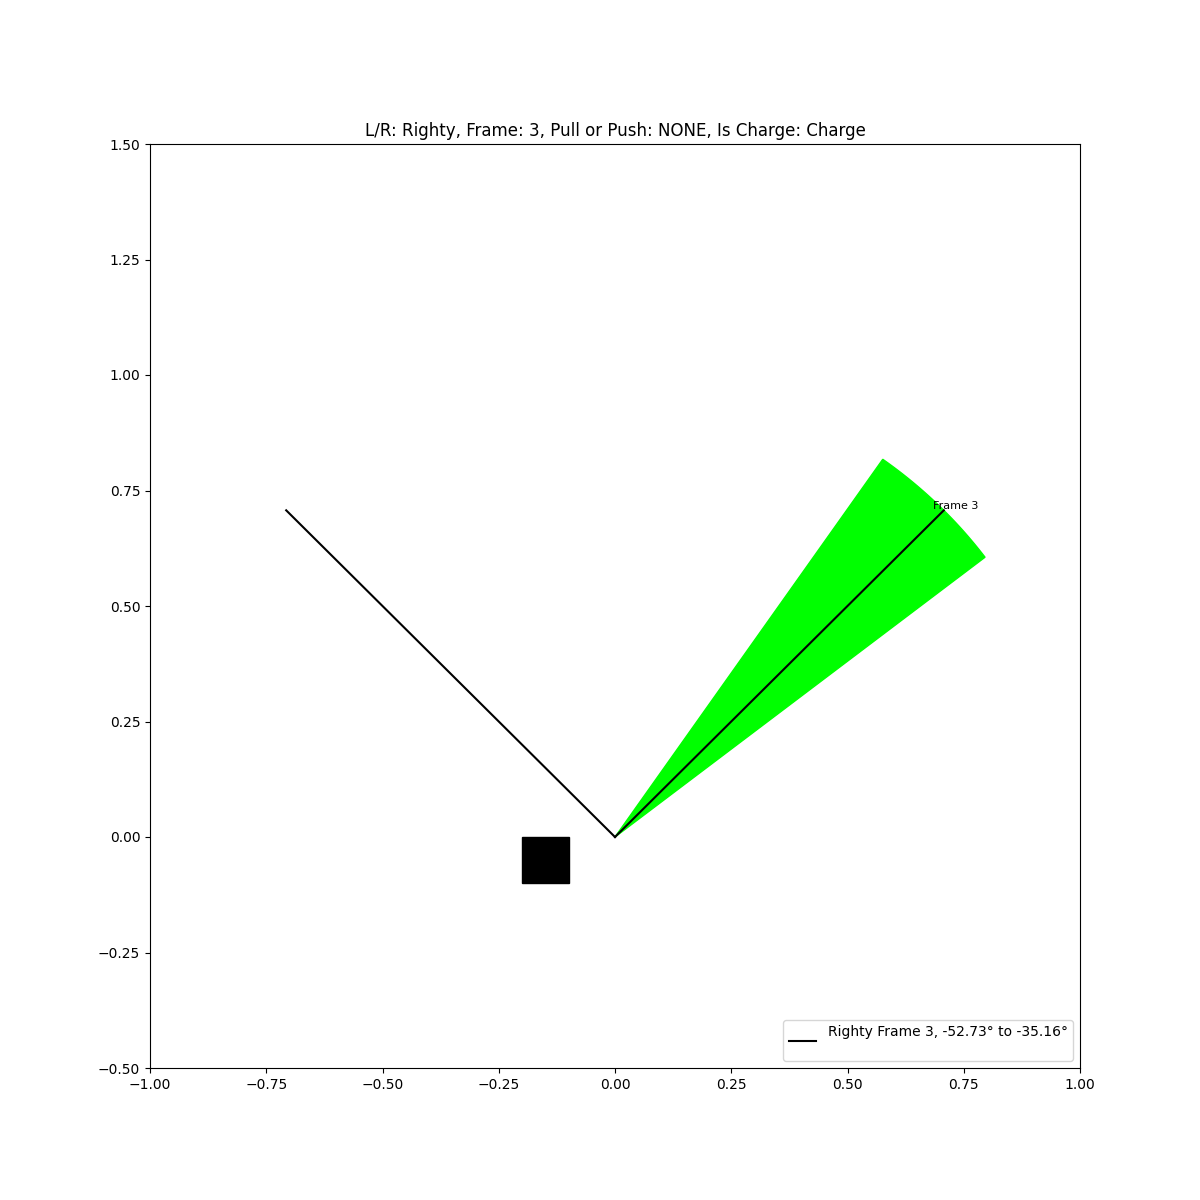 L/R: Righty, Frame: 3, Pull or Push: NONE, Is Charge: Charge
1.50
1.25
1.00
0.75
0.50
0.25
0.00
−0.25
−0.50
Frame 3
Righty Frame 3, -52.73° to -35.16°
−1.00 −0.75 −0.50 −0.25 0.00 0.25 0.50 0.75 1.00